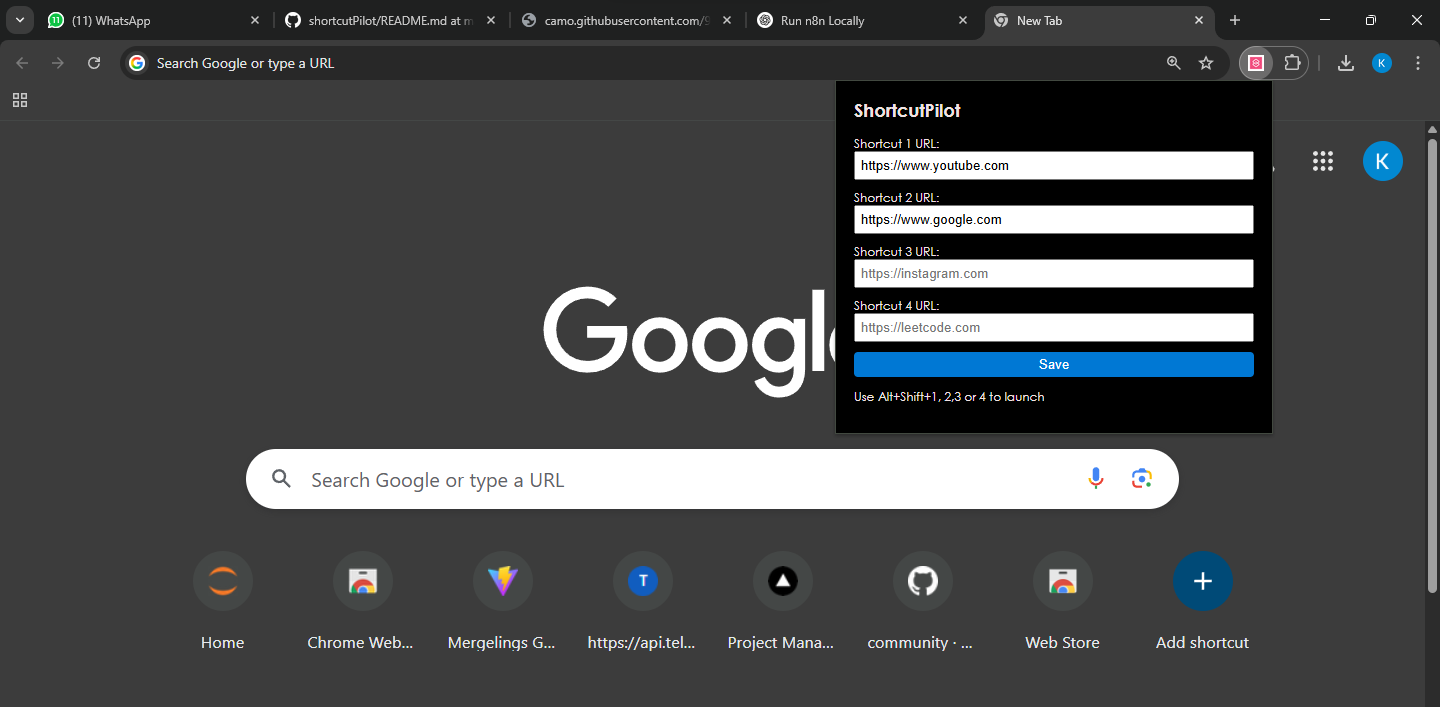 (11) WhatsApp
shortcutPilot/README.md at m
camo.githubusercontent.com/9
Run n8n Locally
New Tab
Search Google or type a URL
K
ShortcutPilot
Shortcut 1 URL:
https://www.youtube.com
Shortcut 2 URL:
https://www.google.com
Shortcut 3 URL:
https://instagram.com
Shortcut 4 URL:
https://leetcode.com
Save
Use Alt+Shift+1, 2,3 or 4 to launch
K
Google
Search Google or type a URL
T
Home
Chrome Web...
Mergelings G...
https://api.tel...
Project Mana...
community · ...
Web Store
Add shortcut